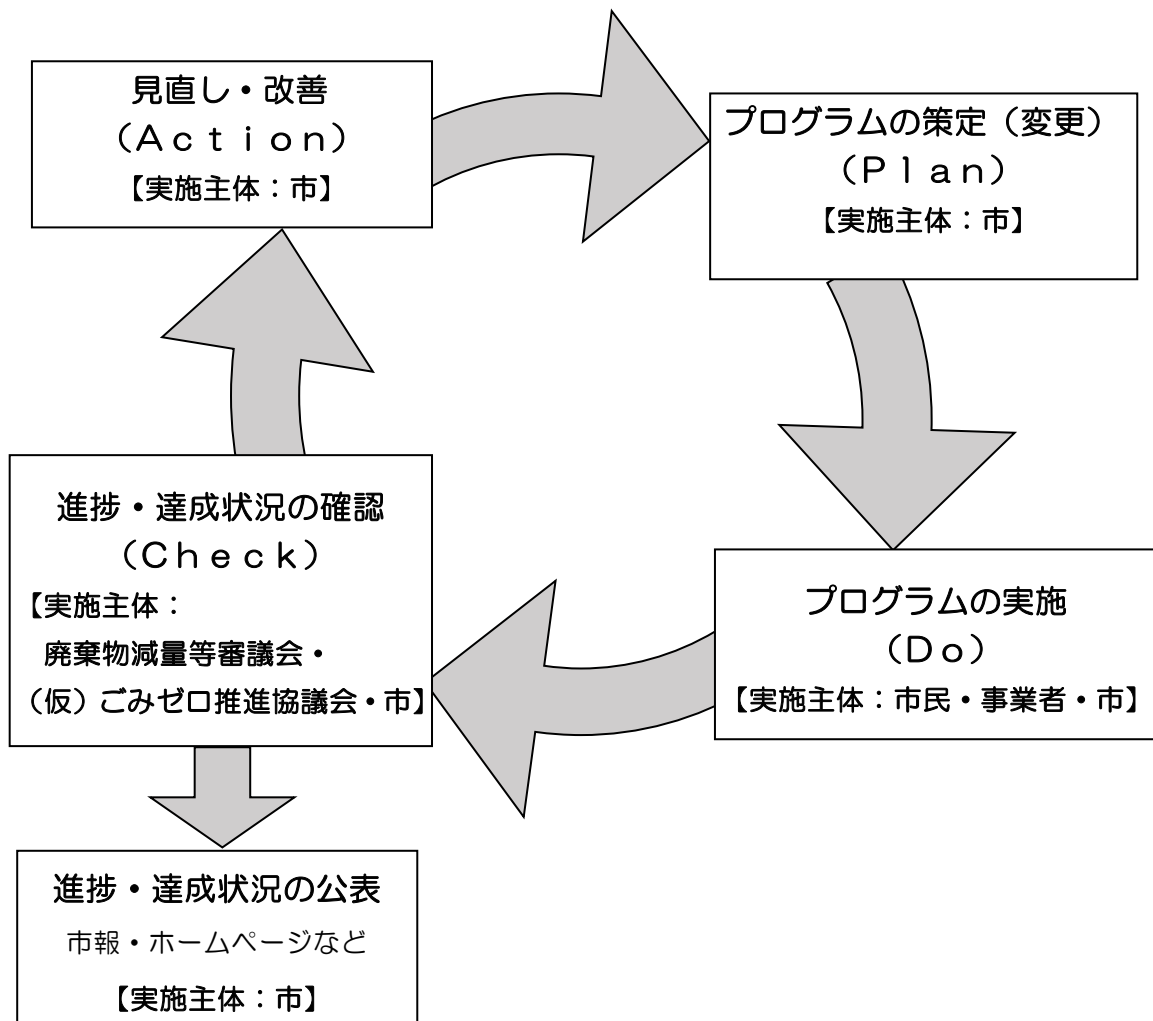 見直し・改善
（Ａｃｔｉｏｎ）
【実施主体：市】
プログラムの策定（変更）
（Ｐｌａｎ）
【実施主体：市】
進捗・達成状況の確認
（Ｃｈｅｃｋ）
【実施主体：
廃棄物減量等審議会・
（仮）ごみゼロ推進協議会・市】
プログラムの実施
（Ｄｏ）
【実施主体：市民・事業者・市】
進捗・達成状況の公表
市報・ホームページなど
【実施主体：市】